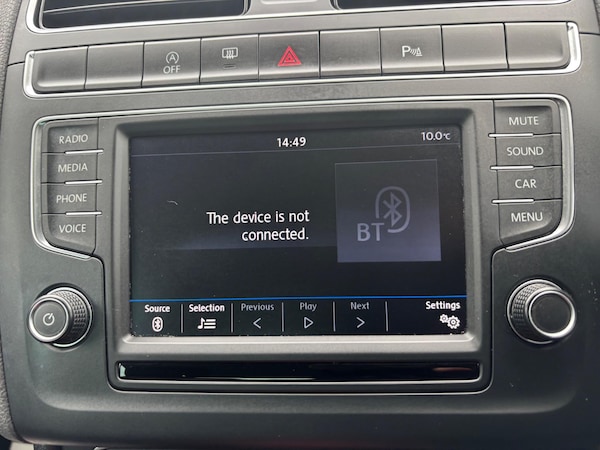 A
OFF
P
RADIO
MEDIA
PHONE
VOICE
MUTE
SOUND
CAR
MENU
14:49
10.0°C
The device is not
connected.
BT
Source
Selection
Previous
Play
Next
Settings